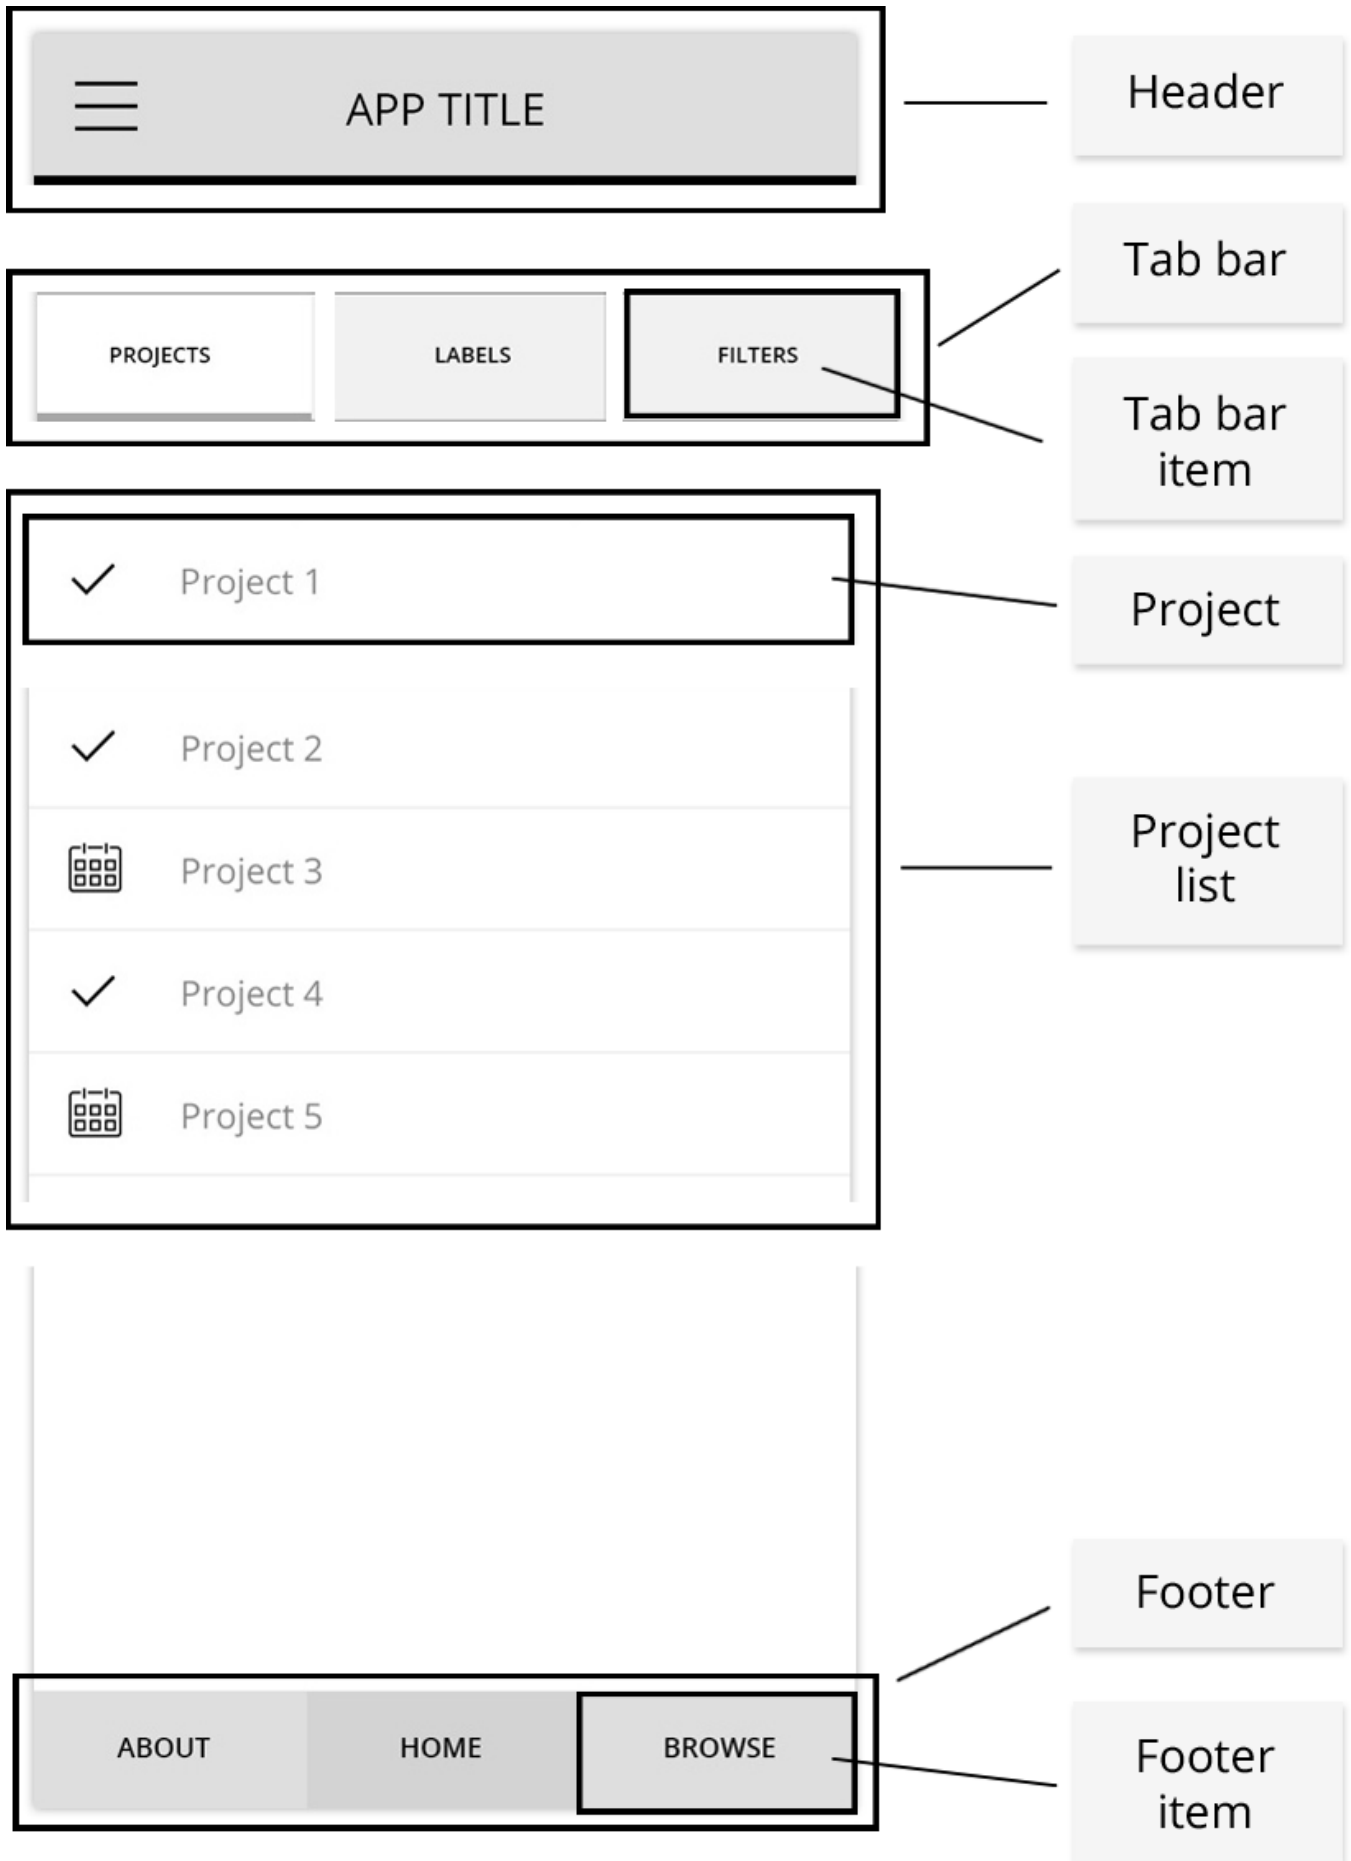 APP TITLE
Header
Tab bar
PROJECTS
LABELS
FILTERS
Tab bar
item
Project 1
Project
Project 2
Project 3
Project
list
Project 4
Project 5
Footer
ABOUT
HOME
BROWSE
Footer
item